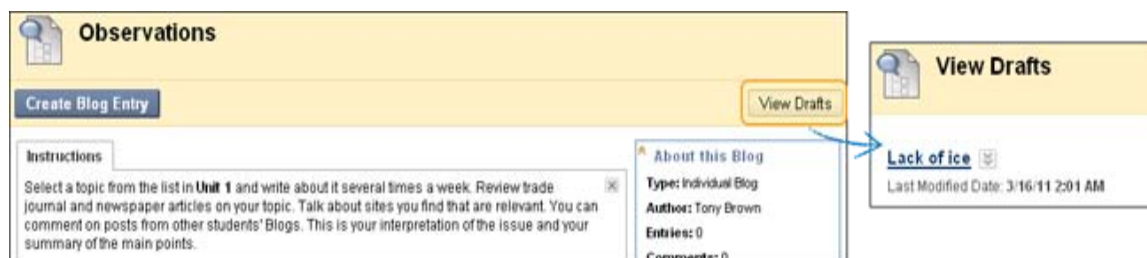 Observations
Create Blog Entry
View Drafts
Instructions
Select a topic from the list in Unit 1 and write about it several times a week. Review trade
journal and newspaper articles on your topic. Talk about sites you find that are relevant. You can
comment on posts from other students' Blogs. This is your interpretation of the issue and your
summary of the main points.
About this Blog
Type: Individual Blog
Author: Tony Brown
Entries: 0
Comments: 0
View Drafts
Lack of ice
Last Modified Date: 3/16/11 2:01 AM